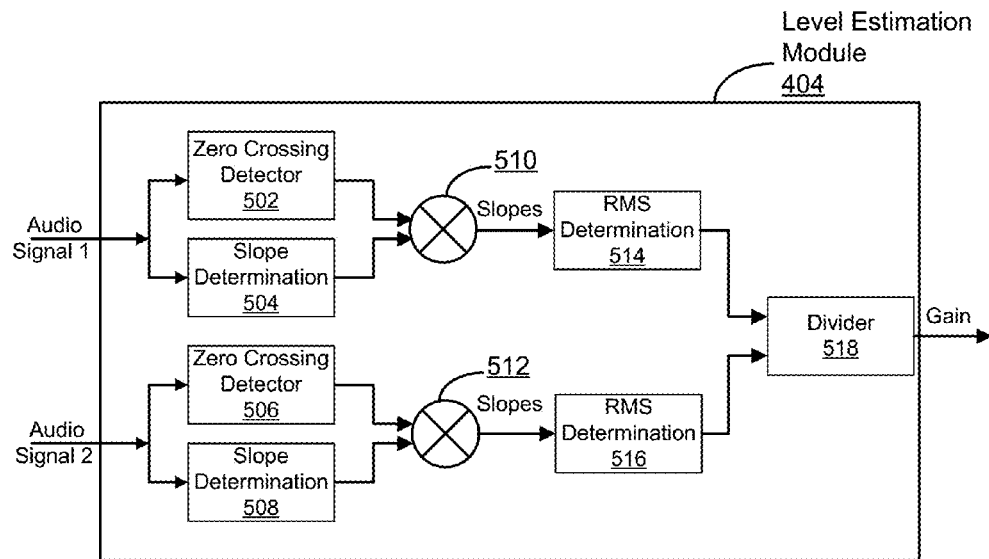 Level Estimation
Module
404
Zero Crossing
Detector
502
510
Slopes
RMS
Determination
514
Audio
Signal 1
Slope
Determination
504
Divider
518
Gain
Zero Crossing
Detector
506
512
Slopes
RMS
Determination
516
Audio
Signal 2
Slope
Determination
508